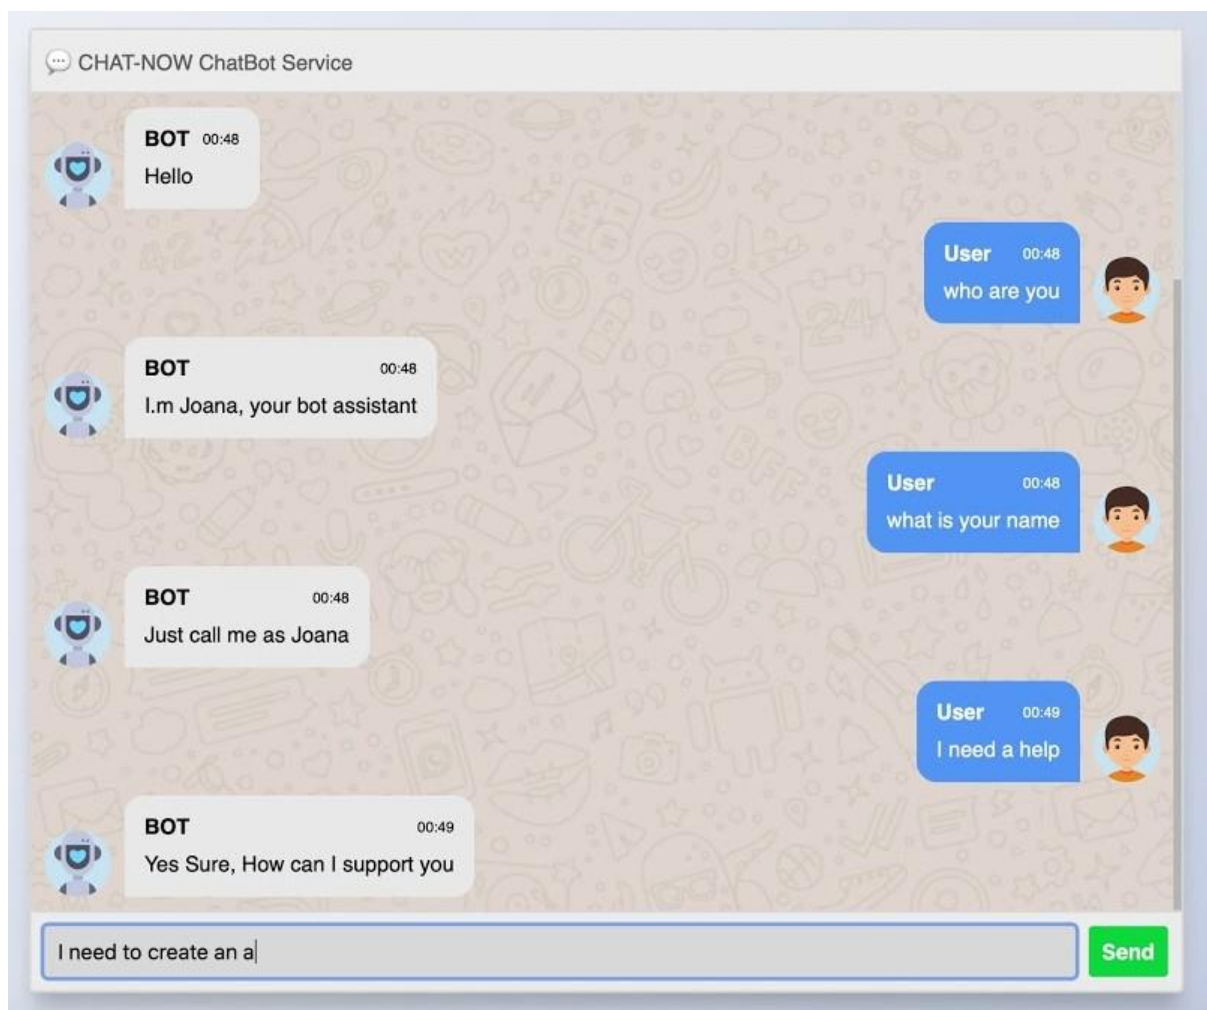 CHAT-NOW ChatBot Service
BOT 00:48
Hello
User 00:48
who are you
BOT 00:48
I.m Joana, your bot assistant
User 00:48
what is your name
BOT 00:48
Just call me as Joana
User 00:49
I need a help
BOT 00:49
Yes Sure, How can I support you
I need to create an a
Send